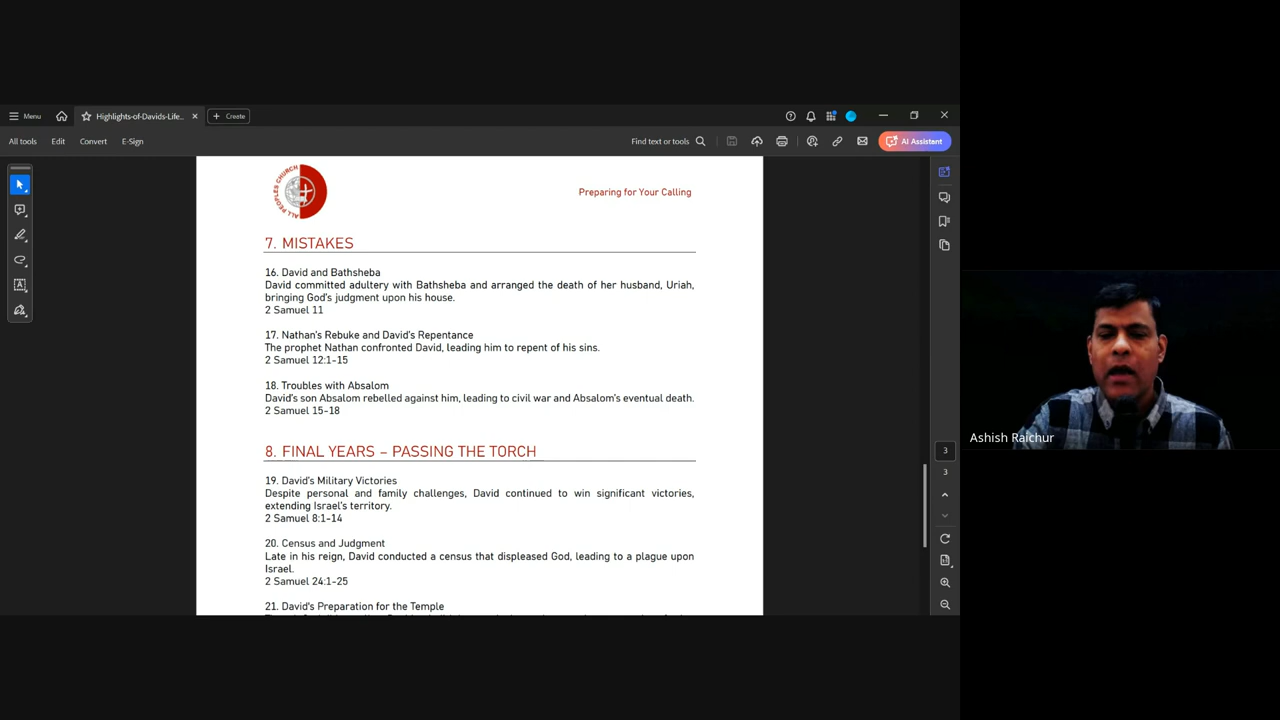 Menu
Highlights-of-Davids-Life...
Create
All tools
Edit
Convert
E-Sign
Find text or tools
AI Assistant
ALL PEOPLES CHURCH
Preparing for Your Calling
7. MISTAKES
16. David and Bathsheba
David committed adultery with Bathsheba and arranged the death of her husband, Uriah,
bringing God's judgment upon his house.
2 Samuel 11
17. Nathan's Rebuke and David's Repentance
The prophet Nathan confronted David, leading him to repent of his sins.
2 Samuel 12:1-15
18. Troubles with Absalom
David's son Absalom rebelled against him, leading to civil war and Absalom's eventual death.
2 Samuel 15-18
8. FINAL YEARS – PASSING THE TORCH
19. David's Military Victories
Despite personal and family challenges, David continued to win significant victories,
extending Israel's territory.
2 Samuel 8:1-14
20. Census and Judgment
Late in his reign, David conducted a census that displeased God, leading to a plague upon
Israel.
2 Samuel 24:1-25
21. David's Preparation for the Temple
3
3
Ashish Raichur